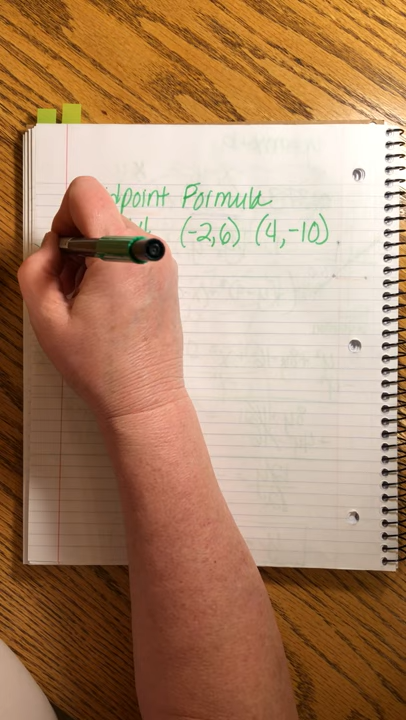 idpoint Formula
(-2,6) (4,-10)